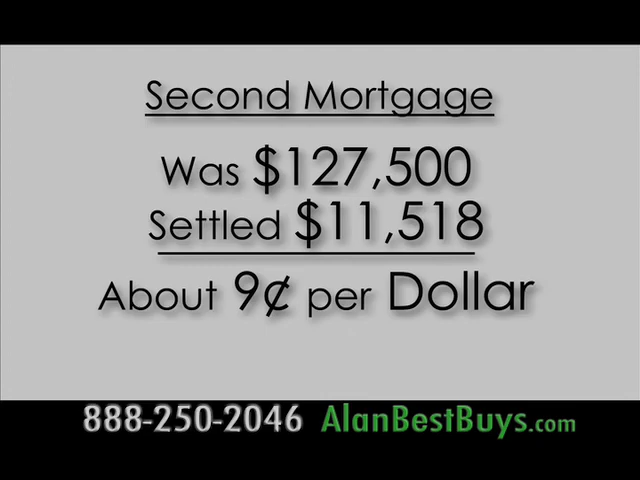 Second Mortgage
Was $127,500
Settled $11,518
About 9¢ per Dollar
888-250-2046 AlanBestBuys.com